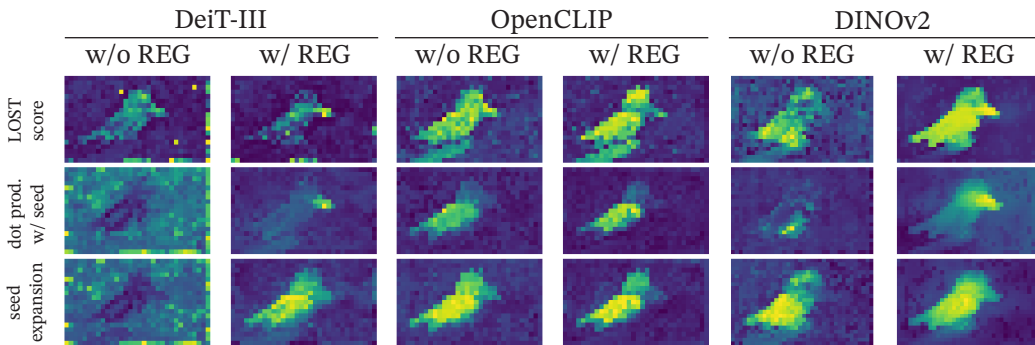 DeiT-III OpenCLIP DINOv2
w/o REG w/ REG w/o REG w/ REG w/o REG w/ REG
LOST
score
dot prod.
w/ seed
seed
expansion